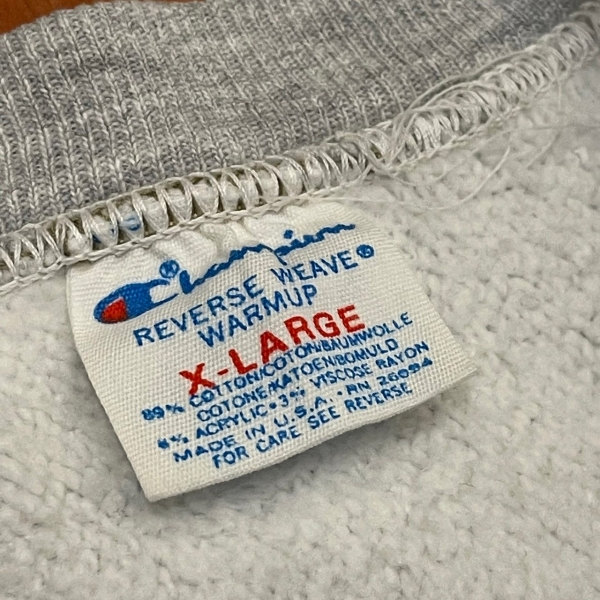 Champion®
REVERSE WEAVE®
WARMUP
X-LARGE
89% COTTON/COTON/BAUMWOLLE
COTONE/KATOEN/BOMULD
8% ACRYLIC • 3% VISCOSE RAYON
MADE IN U.S.A. • RN 26094
FOR CARE SEE REVERSE